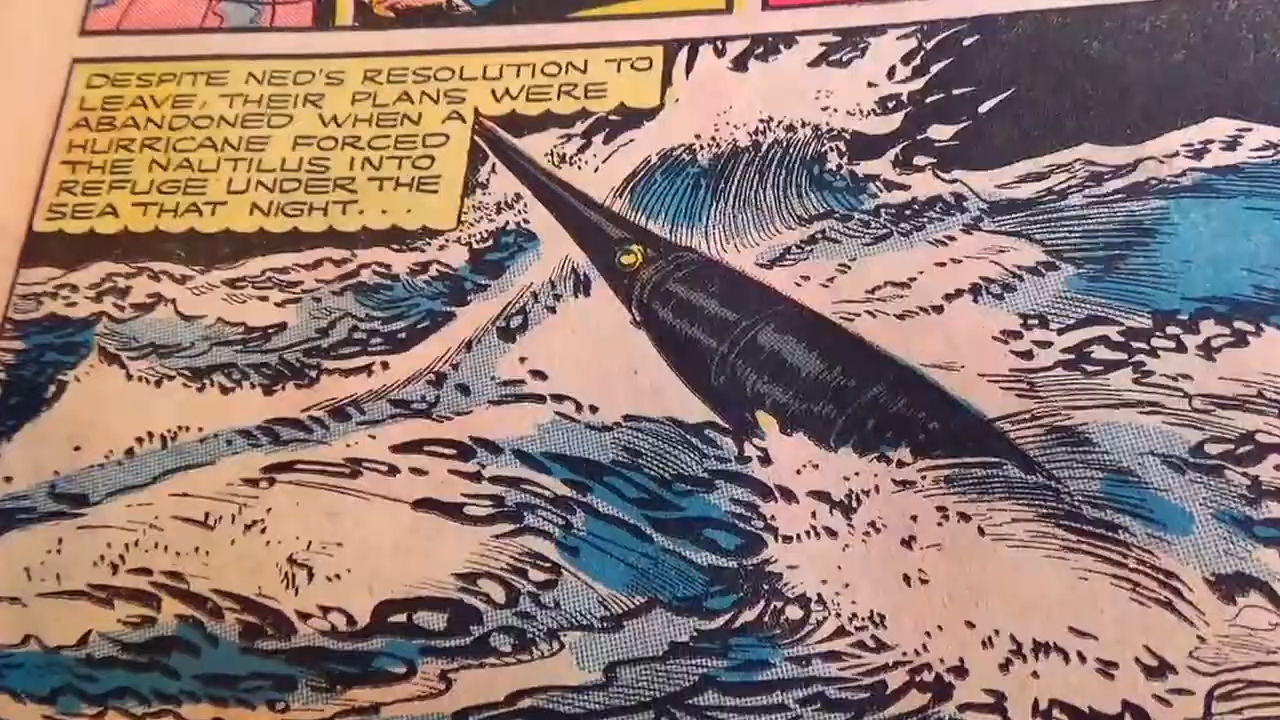 DESPITE NED'S RESOLUTION TO
LEAVE, THEIR PLANS WERE
ABANDONED WHEN A
HURRICANE FORCED
THE NAUTILUS INTO
REFUGE UNDER THE
SEA THAT NIGHT...